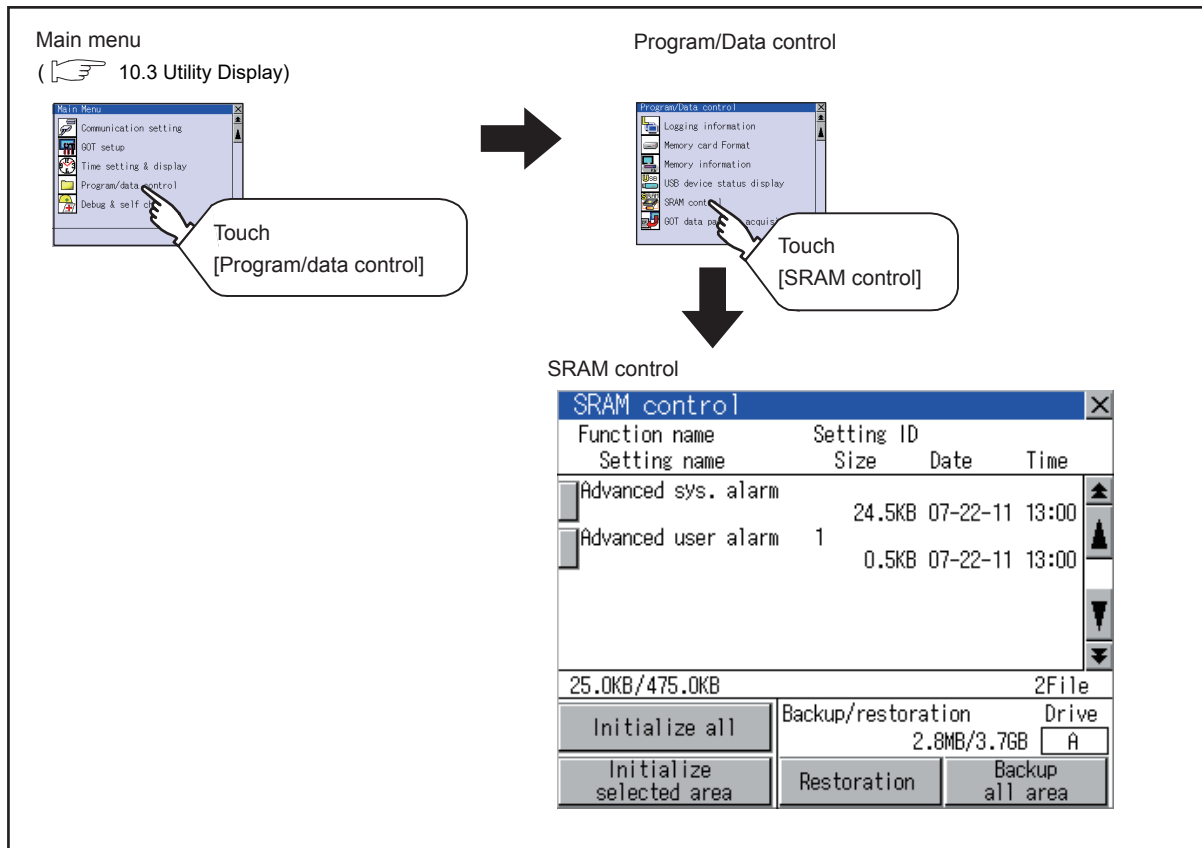 Main menu
( 10.3 Utility Display)
Main Menu
Communication setting
GOT setup
Time setting & display
Program/data control
Debug & self ch
Touch
[Program/data control]
Program/Data control
Program/Data control
Logging information
Memory card Format
Memory information
USB device status display
SRAM control
GOT data pa acquis
Touch
[SRAM control]
SRAM control
SRAM control
Function name Setting ID
Setting name Size Date Time
Advanced sys. alarm
24.5KB 07-22-11 13:00
Advanced user alarm 1
0.5KB 07-22-11 13:00
25.0KB/475.0KB 2File
Initialize all
Backup/restoration Drive
2.8MB/3.7GB A
Initialize
selected area
Restoration
Backup
all area